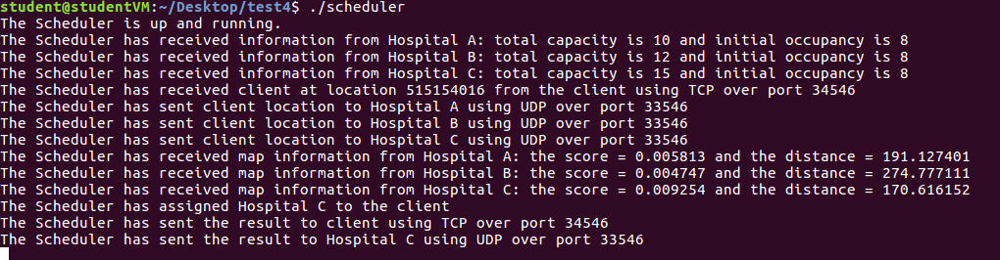 student@studentVM:~/Desktop/test4$ ./scheduler
The Scheduler is up and running.
The Scheduler has received information from Hospital A: total capacity is 10 and initial occupancy is 8
The Scheduler has received information from Hospital B: total capacity is 12 and initial occupancy is 8
The Scheduler has received information from Hospital C: total capacity is 15 and initial occupancy is 8
The Scheduler has received client at location 515154016 from the client using TCP over port 34546
The Scheduler has sent client location to Hospital A using UDP over port 33546
The Scheduler has sent client location to Hospital B using UDP over port 33546
The Scheduler has sent client location to Hospital C using UDP over port 33546
The Scheduler has received map information from Hospital A: the score = 0.005813 and the distance = 191.127401
The Scheduler has received map information from Hospital B: the score = 0.004747 and the distance = 274.777111
The Scheduler has received map information from Hospital C: the score = 0.009254 and the distance = 170.616152
The Scheduler has assigned Hospital C to the client
The Scheduler has sent the result to client using TCP over port 34546
The Scheduler has sent the result to Hospital C using UDP over port 33546